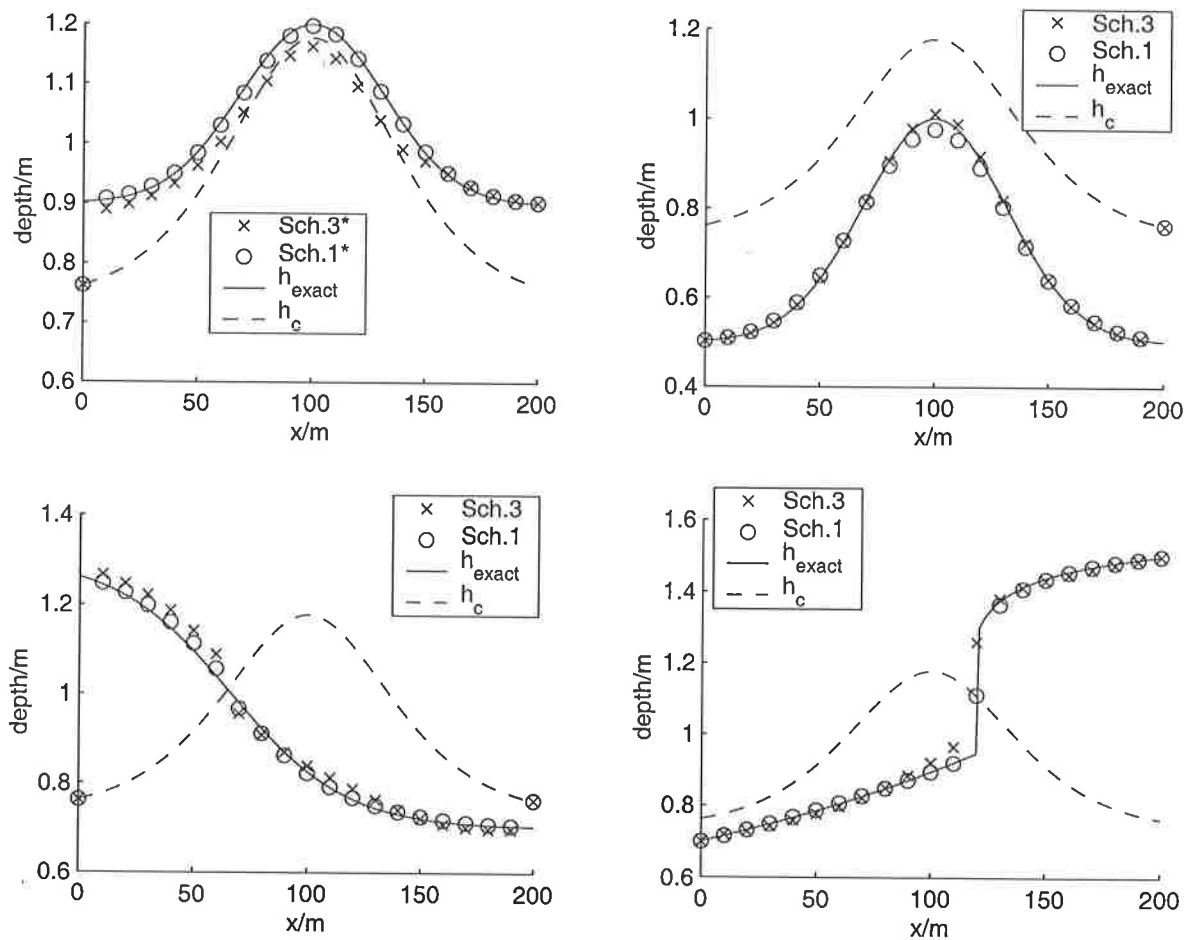 1.2
1.1
1
0.9
0.8
0.7
0.6
depth/m
0
50
100
150
200
x/m
Sch.3*
Sch.1*
h_exact
h_c
1.2
1
0.8
0.6
0.4
depth/m
0
50
100
150
200
x/m
Sch.3
Sch.1
h_exact
h_c
1.4
1.2
1
0.8
0.6
depth/m
0
50
100
150
200
x/m
Sch.3
Sch.1
h_exact
h_c
1.6
1.4
1.2
1
0.8
0.6
depth/m
0
50
100
150
200
x/m
Sch.3
Sch.1
h_exact
h_c